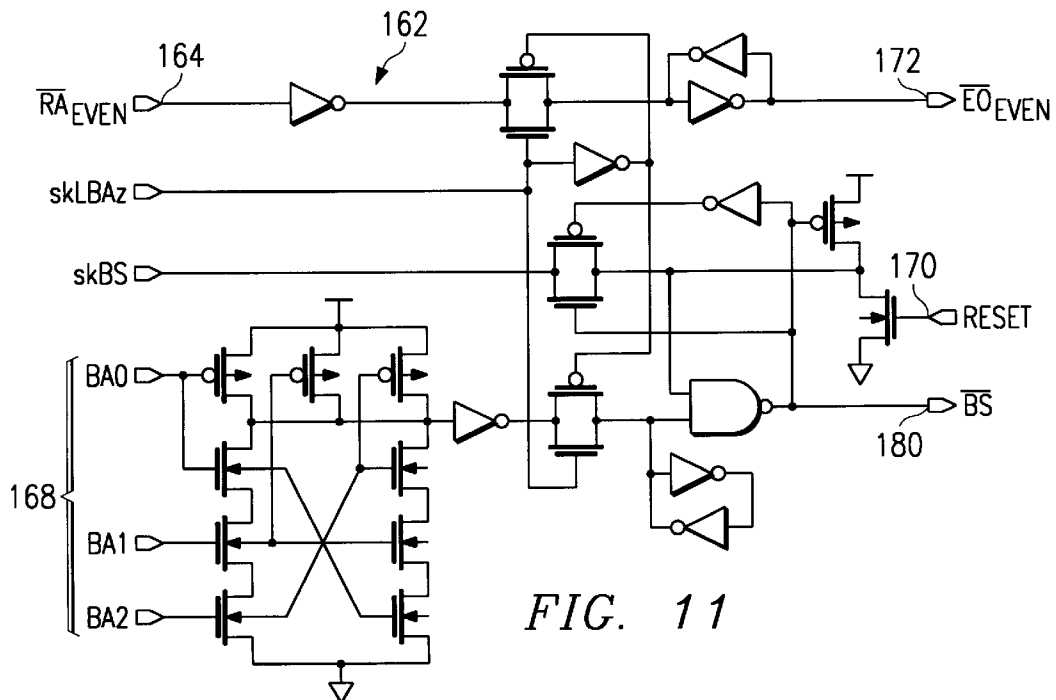 162
164
172
RA EVEN
EO EVEN
skLBAz
skBS
170
RESET
BA0
BS
180
168
BA1
BA2
FIG. 11